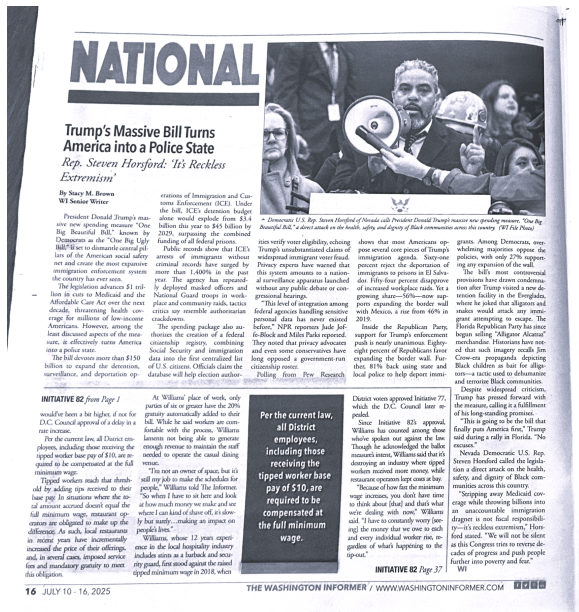 NATIONAL
Trump's Massive Bill Turns
America into a Police State
Rep. Steven Horsford: 'It's Reckless
Extremism'
By Stacy M. Brown
WI Senior Writer
President Donald Trump's mas-
sive new spending measure "One
Big Beautiful Bill," known by
Democrats as the "One Big Ugly
Bill," is set to dismantle central pil-
lars of the American social safety
net and create the most expansive
immigration enforcement system
the country has ever seen.
The legislation advances $1 tril-
lion in cuts to Medicaid and the
Affordable Care Act over the next
decade, threatening health cov-
erage for millions of low-income
Americans. However, among the
least discussed aspects of the meas-
ure, it effectively turns America
into a police state.
The bill devotes more than $150
billion to expand the detention,
surveillance, and deportation op-
erations of Immigration and Cus-
toms Enforcement (ICE). Under
the bill, ICE's detention budget
alone would explode from $3.4
billion this year to $45 billion by
2029, surpassing the combined
funding of all federal prisons.
Public records show that ICE's
arrests of immigrants without
criminal records have surged by
more than 1,400% in the past
year. The agency has repeated-
ly deployed masked officers and
National Guard troops in work-
place and community raids, tactics
critics say resemble authoritarian
crackdowns.
The spending package also au-
thorizes the creation of a federal
citizenship registry, combining
Social Security and immigration
data into the first centralized list
of U.S. citizens. Officials claim the
database will help election author-
Democratic U.S. Rep. Steven Horsford of Nevada calls President Donald Trump's massive new spending measure, "One Big
Beautiful Bill," a direct attack on the health, safety, and dignity of Black communities across this country. (WI File Photo)
ities verify voter eligibility, echoing
Trump's unsubstantiated claims of
widespread immigrant voter fraud.
Privacy experts have warned that
this system amounts to a nation-
al surveillance apparatus launched
without any public debate or con-
gressional hearings.
"This level of integration among
federal agencies handling sensitive
personal data has never existed
before," NPR reporters Jude Jof-
fe-Block and Miles Parks reported.
They noted that privacy advocates
and even some conservatives have
long opposed a government-run
citizenship roster.
Polling from Pew Research
shows that most Americans op-
pose several core pieces of Trump's
immigration agenda. Sixty-one
percent reject the deportation of
immigrants to prisons in El Salva-
dor. Fifty-four percent disapprove
of increased workplace raids. Yet a
growing share—56%—now sup-
ports expanding the border wall
with Mexico, a rise from 46% in
2019.
Inside the Republican Party,
support for Trump's enforcement
push is nearly unanimous. Eighty-
eight percent of Republicans favor
expanding the border wall. Fur-
ther, 81% back using state and
local police to help deport immi-
grants. Among Democrats, over-
whelming majorities oppose the
policies, with only 27% support-
ing any expansion of the wall.
The bill's most controversial
provisions have drawn condemna-
tion after Trump visited a new de-
tention facility in the Everglades,
where he joked that alligators and
snakes would attack any immi-
grant attempting to escape. The
Florida Republican Party has since
begun selling "Alligator Alcatraz"
merchandise. Historians have not-
ed that such imagery recalls Jim
Crow-era propaganda depicting
Black children as bait for alliga-
tors—a tactic used to dehumanize
and terrorize Black communities.
Despite widespread criticism,
Trump has pressed forward with
the measure, calling it a fulfillment
of his long-standing promises.
"This is going to be the bill that
finally puts America first," Trump
said during a rally in Florida. "No
excuses."
Nevada Democratic U.S. Rep.
Steven Horsford called the legisla-
tion a direct attack on the health,
safety, and dignity of Black com-
munities across this country.
"Stripping away Medicaid cov-
erage while throwing billions into
an unaccountable immigration
dragnet is not fiscal responsibili-
ty—it's reckless extremism," Hors-
ford stated. "We will not be silent
as this Congress tries to reverse de-
cades of progress and push people
further into poverty and fear."
WI
INITIATIVE 82 from Page 1
would've been a bit higher, if not for
D.C. Council approval of a delay in a
rate increase.
Per the current law, all District em-
ployees, including those receiving the
tipped worker base pay of $10, are re-
quired to be compensated at the full
minimum wage.
Tipped workers reach that thresh-
old by adding tips received to their
base pay. In situations where the to-
tal amount accrued doesn't equal the
full minimum wage, restaurant op-
erators are obligated to make up the
difference. As such, local restaurants
in recent years have incrementally
increased the price of their offerings,
and, in several cases, imposed service
fees and mandatory gratuity to meet
this obligation.
At Williams' place of work, only
parties of six or greater have the 20%
gratuity automatically added to their
bill. While he said workers are com-
fortable with the process, Williams
laments not being able to generate
enough revenue to maintain the staff
needed to operate the casual dining
venue.
"I'm not an owner of space, but it's
still my job to make the schedules for
people," Williams told The Informer.
"So when I have to sit here and look
at how much money we make and see
where I can kind of shave off, it's slow-
ly but surely...making an impact on
people's lives."
Williams, whose 12 years experi-
ence in the local hospitality industry
includes stints as a barback and secu-
rity guard, first stood against the raised
tipped minimum wage in 2018, when
Per the current law,
all District
employees,
including those
receiving the
tipped worker base
pay of $10, are
required to be
compensated at
the full minimum
wage.
District voters approved Initiative 77,
which the D.C. Council later re-
pealed.
Since Initiative 82's approval,
Williams has counted among those
who've spoken out against the law.
Though he acknowledged the ballot
measure's intent, Williams said that it's
destroying an industry where tipped
workers received more money, while
restaurant operators kept costs at bay.
"Because of how fast the minimum
wage increases, you don't have time
to think about [that] and that's what
we're dealing with now," Williams
said. "I have to constantly worry [see-
ing] the money that we owe to each
and every individual worker rise, re-
gardless of what's happening to the
op-out."
INITIATIVE 82 Page 37
16 JULY 10 - 16, 2025
THE WASHINGTON INFORMER / WWW.WASHINGTONINFORMER.COM